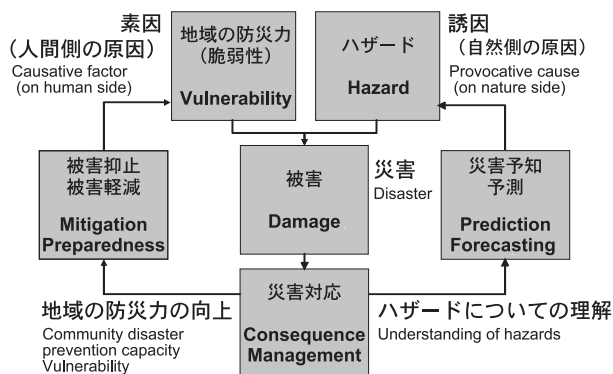 素因
（人間側の原因）
Causative factor
(on human side)
地域の防災力
（脆弱性）
Vulnerability
ハザード
Hazard
誘因
（自然側の原因）
Provocative cause
(on nature side)
被害抑止
被害軽減
Mitigation
Preparedness
被害
Damage
災害
Disaster
災害予知
予測
Prediction
Forecasting
地域の防災力の向上
Community disaster
prevention capacity
Vulnerability
災害対応
Consequence
Management
ハザードについての理解
Understanding of hazards